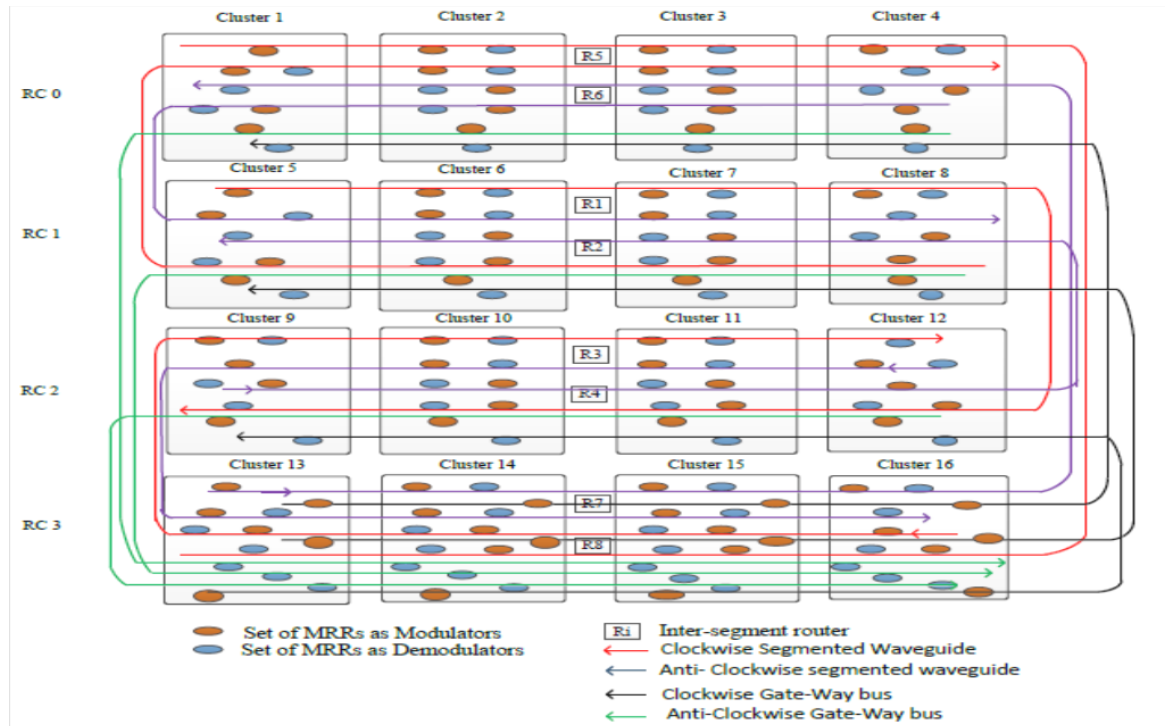 Cluster 1 Cluster 2 Cluster 3 Cluster 4
R5
RC 0 R6
Cluster 5 Cluster 6 Cluster 7 Cluster 8
R1
RC 1 R2
Cluster 9 Cluster 10 Cluster 11 Cluster 12
R3
RC 2 R4
Cluster 13 Cluster 14 Cluster 15 Cluster 16
R7
RC 3 R8
Set of MRRs as Modulators
Set of MRRs as Demodulators
Ri Inter-segment router
Clockwise Segmented Waveguide
Anti- Clockwise segmented waveguide
Clockwise Gate-Way bus
Anti-Clockwise Gate-Way bus